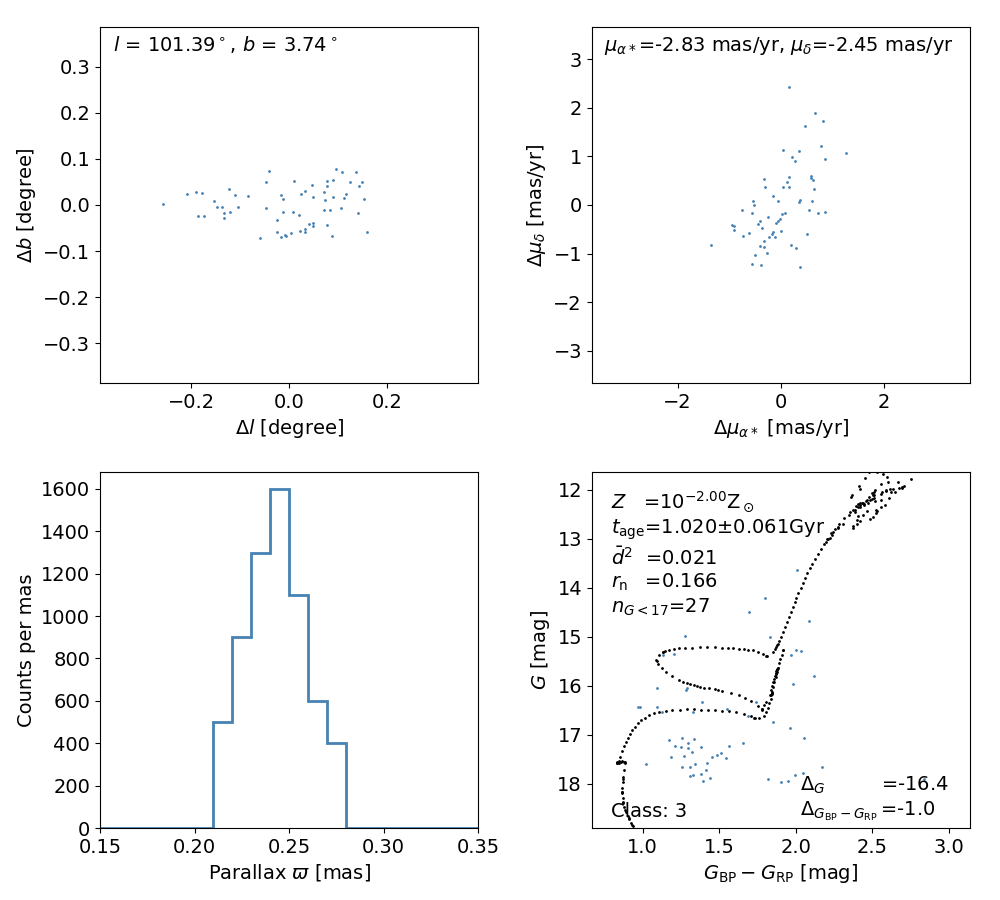 l = 101.39°, b = 3.74°
0.3
0.2
0.1
0.0
−0.1
−0.2
−0.3
−0.2 0.0 0.2
Δl [degree]
Δb [degree]
μα*=-2.83 mas/yr, μδ=-2.45 mas/yr
3
2
1
0
−1
−2
−3
−2 0 2
Δμα* [mas/yr]
Δμδ [mas/yr]
1600
1400
1200
1000
800
600
400
200
0
0.15 0.20 0.25 0.30 0.35
Parallax ϖ [mas]
Counts per mas
Z =10^−2.00 Z⊙
tage=1.020±0.061Gyr
d̄² =0.021
rn =0.166
nG<17=27
12
13
14
15
16
17
18
ΔG =-16.4
Class: 3 ΔGBP−GRP =-1.0
1.0 1.5 2.0 2.5 3.0
GBP − GRP [mag]
G [mag]